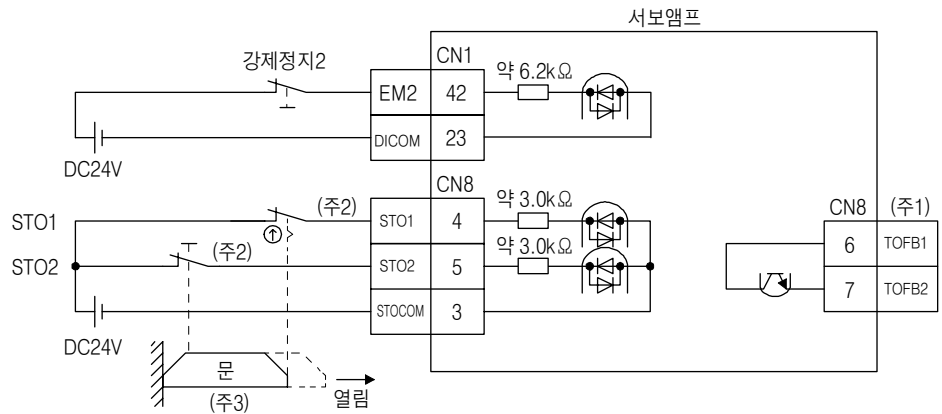 서보앰프
강제정지2
CN1
약 6.2kΩ
EM2 42
DICOM 23
DC24V
CN8
약 3.0kΩ
STO1 (주2) STO1 4
약 3.0kΩ
STO2 (주2) STO2 5
STOCOM 3
DC24V
CN8 (주1)
6 TOFB1
7 TOFB2
문
(주3)
열림